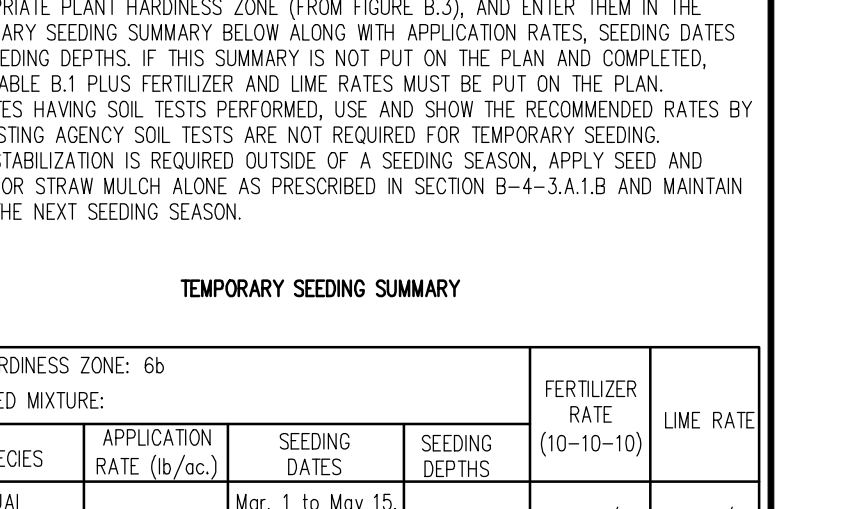 PRIATE PLANT HARDINESS ZONE (FROM FIGURE B.3), AND ENTER THEM IN THE
ARY SEEDING SUMMARY BELOW ALONG WITH APPLICATION RATES, SEEDING DATES
EDING DEPTHS. IF THIS SUMMARY IS NOT PUT ON THE PLAN AND COMPLETED,
ABLE B.1 PLUS FERTILIZER AND LIME RATES MUST BE PUT ON THE PLAN.
TES HAVING SOIL TESTS PERFORMED, USE AND SHOW THE RECOMMENDED RATES BY
STING AGENCY SOIL TESTS ARE NOT REQUIRED FOR TEMPORARY SEEDING.
STABILIZATION IS REQUIRED OUTSIDE OF A SEEDING SEASON, APPLY SEED AND
OR STRAW MULCH ALONE AS PRESCRIBED IN SECTION B-4-3.A.1.B AND MAINTAIN
HE NEXT SEEDING SEASON.
TEMPORARY SEEDING SUMMARY
RDINESS ZONE: 6b
ED MIXTURE:
FERTILIZER
RATE
(10-10-10)
LIME RATE
ECIES
APPLICATION
RATE (lb/ac.)
SEEDING
DATES
SEEDING
DEPTHS
UAL
Mar. 1 to May 15,